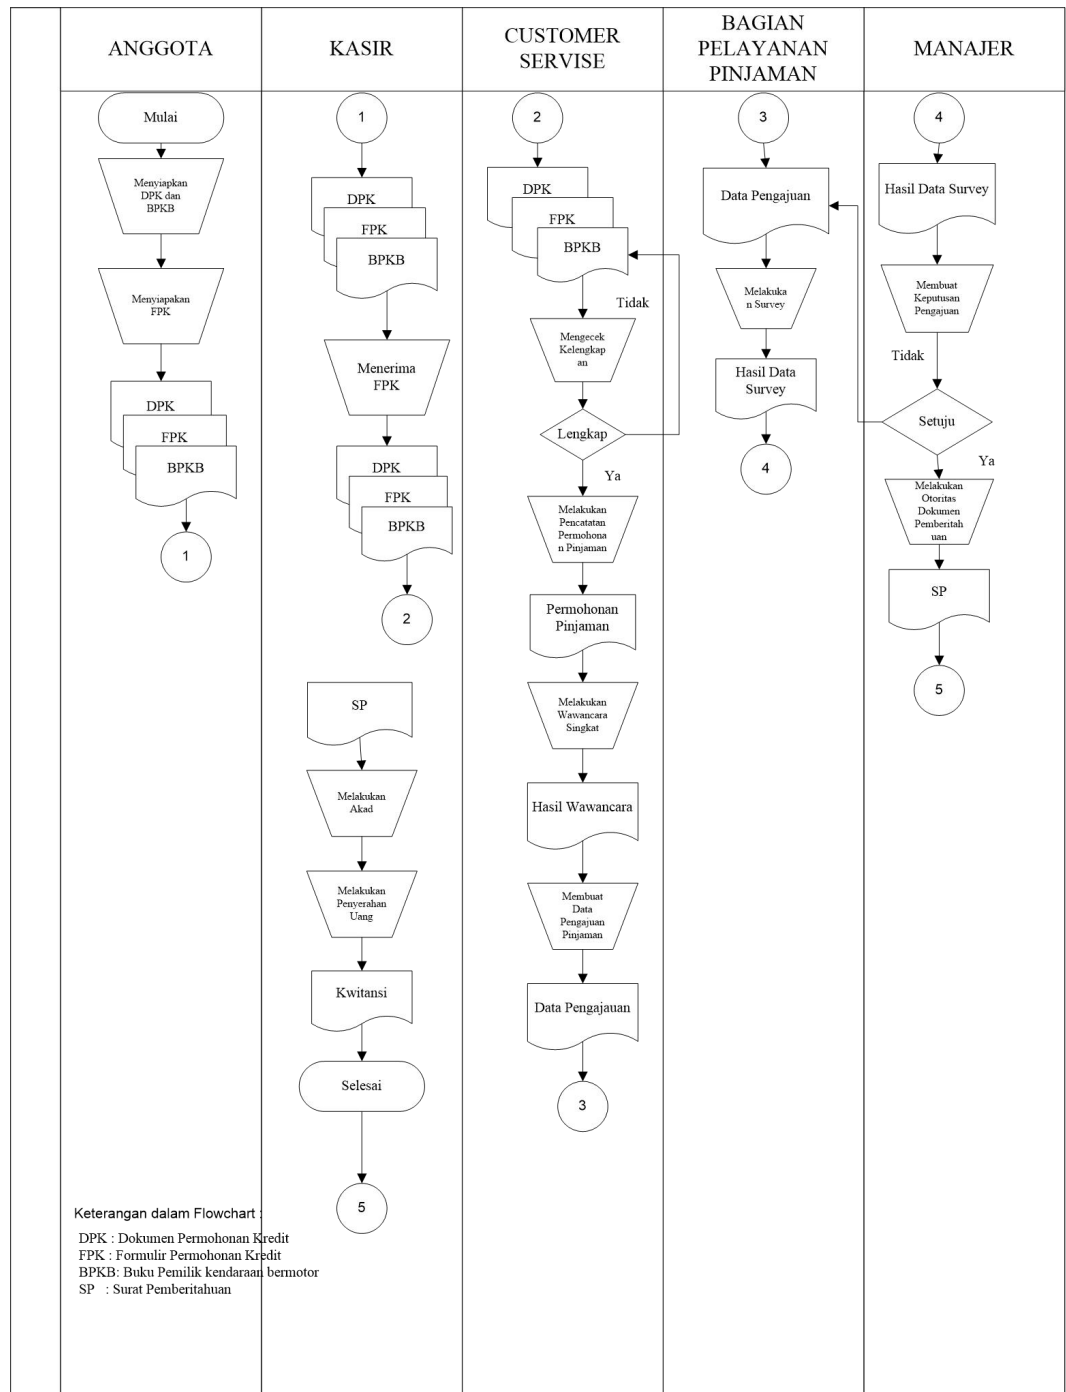 ANGGOTA
KASIR
CUSTOMER
SERVISE
BAGIAN
PELAYANAN
PINJAMAN
MANAJER
Mulai
Menyiapkan
DPK dan
BPKB
Menyiapakan
FPK
DPK
FPK
BPKB
1
1
DPK
FPK
BPKB
Menerima
FPK
DPK
FPK
BPKB
2
SP
Melakukan
Akad
Melakukan
Penyerahan
Uang
Kwitansi
Selesai
5
2
DPK
FPK
BPKB
Tidak
Mengecek
Kelengkap
an
Lengkap
Ya
Melakukan
Pencatatan
Permohona
n Pinjaman
Permohonan
Pinjaman
Melakukan
Wawancara
Singkat
Hasil Wawancara
Membuat
Data
Pengajuan
Pinjaman
Data Pengajauan
3
3
Data Pengajuan
Melakuka
n Survey
Hasil Data
Survey
4
4
Hasil Data Survey
Membuat
Keputusan
Pengajuan
Tidak
Setuju
Ya
Melakukan
Otoritas
Dokumen
Pemberitah
uan
SP
5
Keterangan dalam Flowchart :
DPK : Dokumen Permohonan Kredit
FPK : Formulir Permohonan Kredit
BPKB: Buku Pemilik kendaraan bermotor
SP : Surat Pemberitahuan